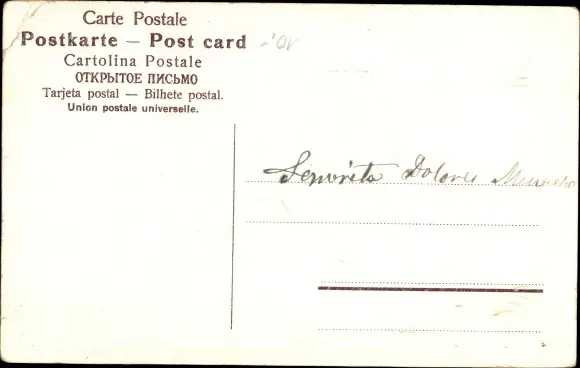 Carte Postale
Postkarte — Post card
Cartolina Postale
ОТКРЫТОЕ ПИСЬМО
Tarjeta postal — Bilhete postal.
Union postale universelle.
Señorita Dolores